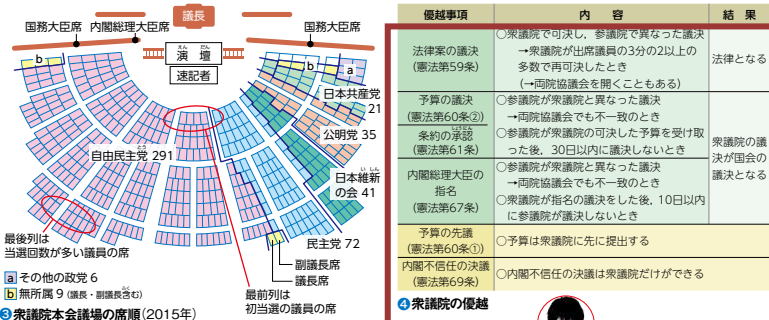 議長
国務大臣席 内閣総理大臣席 国務大臣席
えん だん
演壇
速記者
b
b
a
日本共産党
21
公明党 35
自由民主党 291
とう
日本維新
い しん
の会 41
民主党 72
副議長席
議長席
最後列は
当選回数が多い議員の席
最前列は
初当選の議員の席
a その他の政党 6
b 無所属 9 (議長・副議長含む)
3 衆議院本会議場の席順(2015年)
優越事項 内容 結果
法律案の議決
(憲法第59条)
○衆議院で可決し,参議院で異なった議決
→衆議院が出席議員の3分の2以上の
多数で再可決したとき
(→両院協議会を開くこともある)
法律となる
予算の議決
(憲法第60条②)
条約の承認
しょうにん
(憲法第61条)
○参議院が衆議院と異なった議決
→両院協議会でも不一致のとき
○参議院が衆議院の可決した予算を受け取
った後,30日以内に議決しないとき
内閣総理大臣の
指名
(憲法第67条)
○参議院が衆議院と異なった議決
→両院協議会でも不一致のとき
○衆議院が指名の議決をした後,10日以内
に参議院が議決しないとき
衆議院の議
決が国会の
議決となる
予算の先議
(憲法第60条①)
○予算は衆議院に先に提出する
内閣不信任の決議
(憲法第69条)
○内閣不信任の決議は衆議院だけができる
4 衆議院の優越